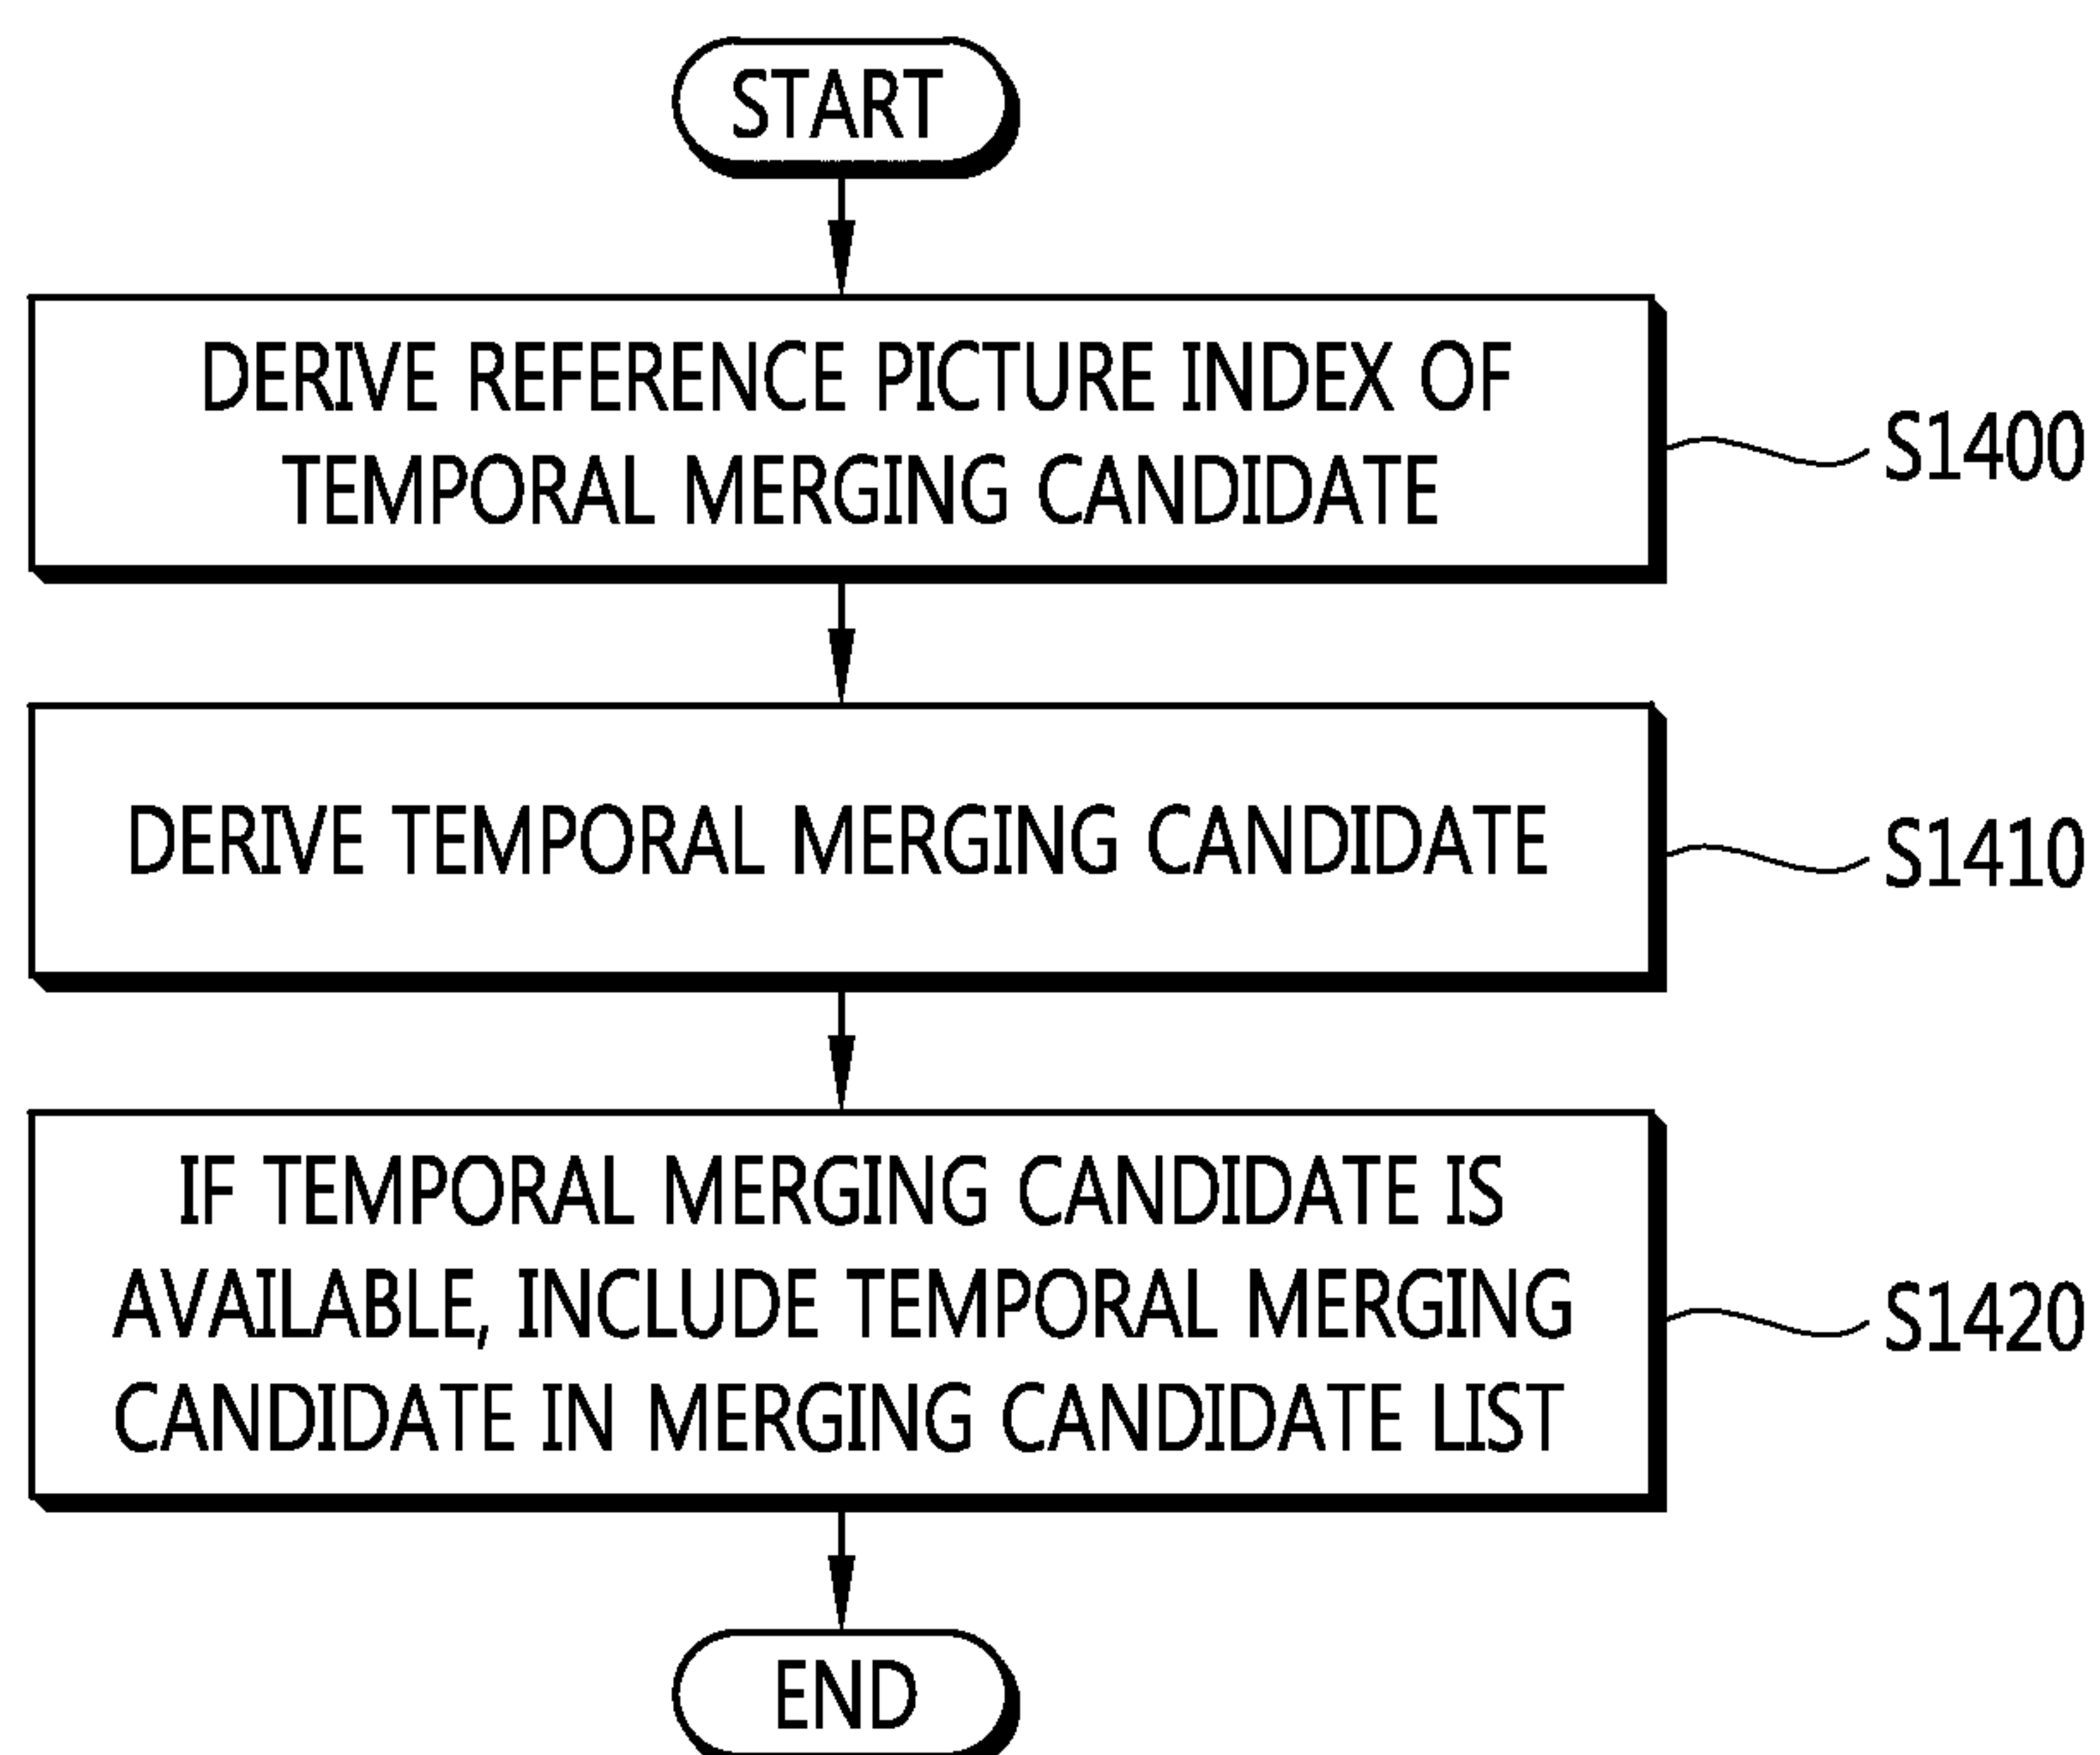 START
DERIVE REFERENCE PICTURE INDEX OF
TEMPORAL MERGING CANDIDATE
S1400
DERIVE TEMPORAL MERGING CANDIDATE
S1410
IF TEMPORAL MERGING CANDIDATE IS
AVAILABLE, INCLUDE TEMPORAL MERGING
CANDIDATE IN MERGING CANDIDATE LIST
S1420
END